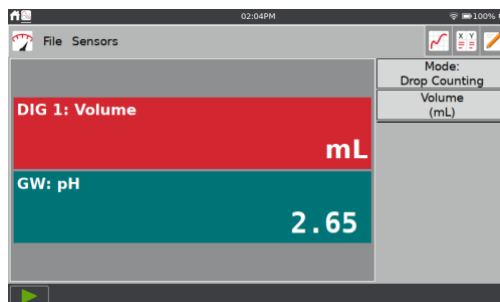 02:04PM
100%
File Sensors
X Y
Mode:
Drop Counting
Volume
(mL)
DIG 1: Volume
mL
GW: pH
2.65